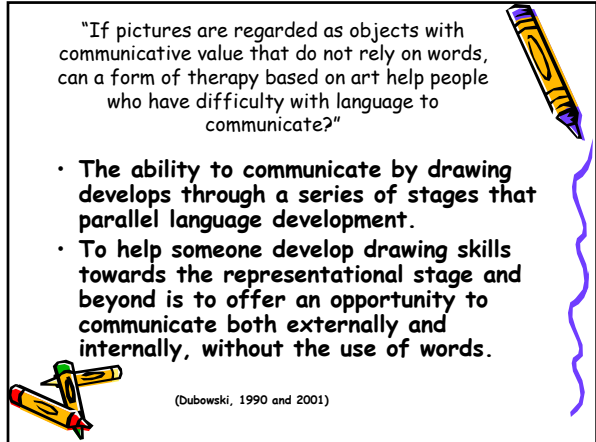 “If pictures are regarded as objects with
communicative value that do not rely on words,
can a form of therapy based on art help people
who have difficulty with language to
communicate?”
• The ability to communicate by drawing
develops through a series of stages that
parallel language development.
• To help someone develop drawing skills
towards the representational stage and
beyond is to offer an opportunity to
communicate both externally and
internally, without the use of words.
(Dubowski, 1990 and 2001)